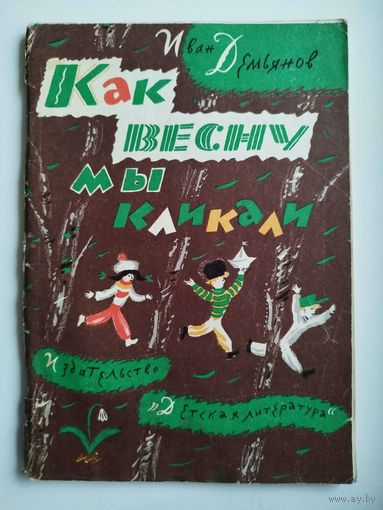 Иван Демьянов
Как
весну
мы
кликали
Издательство
„Детская литература“
www.ay.by